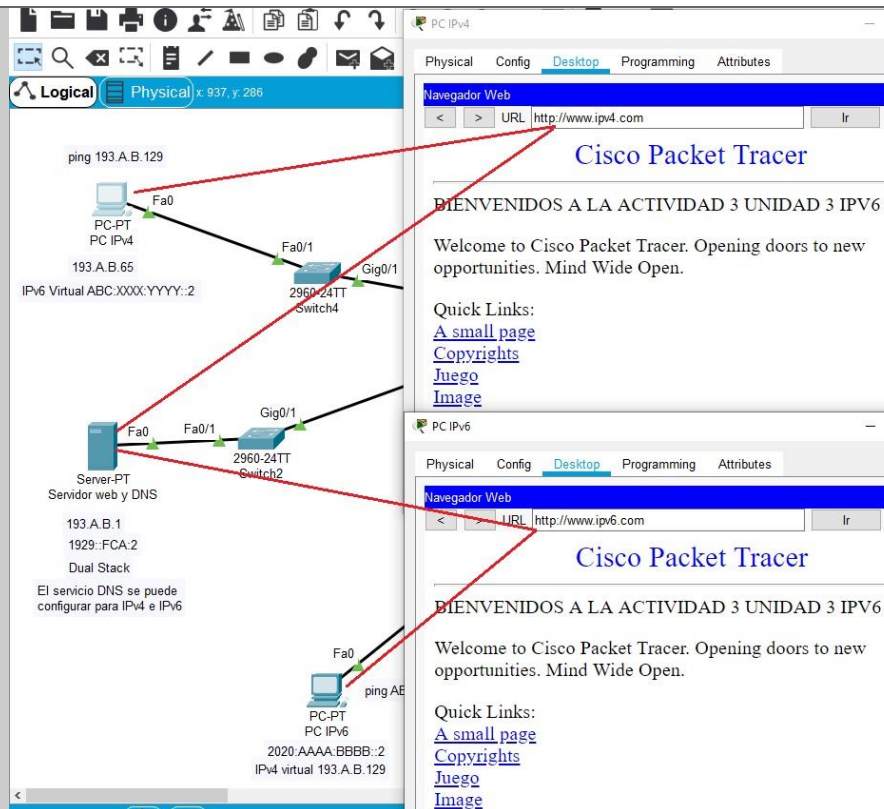 Logical
Physical x: 937, y: 286
ping 193.A.B.129
Fa0
PC-PT
PC IPv4
193.A.B.65
IPv6 Virtual ABC:XXXX:YYYY::2
Fa0/1
Gig0/1
2960-24TT
Switch4
Gig0/1
Fa0
Fa0/1
2960-24TT
Switch2
Server-PT
Servidor web y DNS
193.A.B.1
1929::FCA:2
Dual Stack
El servicio DNS se puede
configurar para IPv4 e IPv6
Fa0
ping AE
PC-PT
PC IPv6
2020:AAAA:BBBB::2
IPv4 virtual 193.A.B.129
PC IPv4
Physical Config Desktop Programming Attributes
Navegador Web
< > URL http://www.ipv4.com Ir
Cisco Packet Tracer
BIENVENIDOS A LA ACTIVIDAD 3 UNIDAD 3 IPV6
Welcome to Cisco Packet Tracer. Opening doors to new
opportunities. Mind Wide Open.
Quick Links:
A small page
Copyrights
Juego
Image
PC IPv6
Physical Config Desktop Programming Attributes
Navegador Web
< > URL http://www.ipv6.com Ir
Cisco Packet Tracer
BIENVENIDOS A LA ACTIVIDAD 3 UNIDAD 3 IPV6
Welcome to Cisco Packet Tracer. Opening doors to new
opportunities. Mind Wide Open.
Quick Links:
A small page
Copyrights
Juego
Image